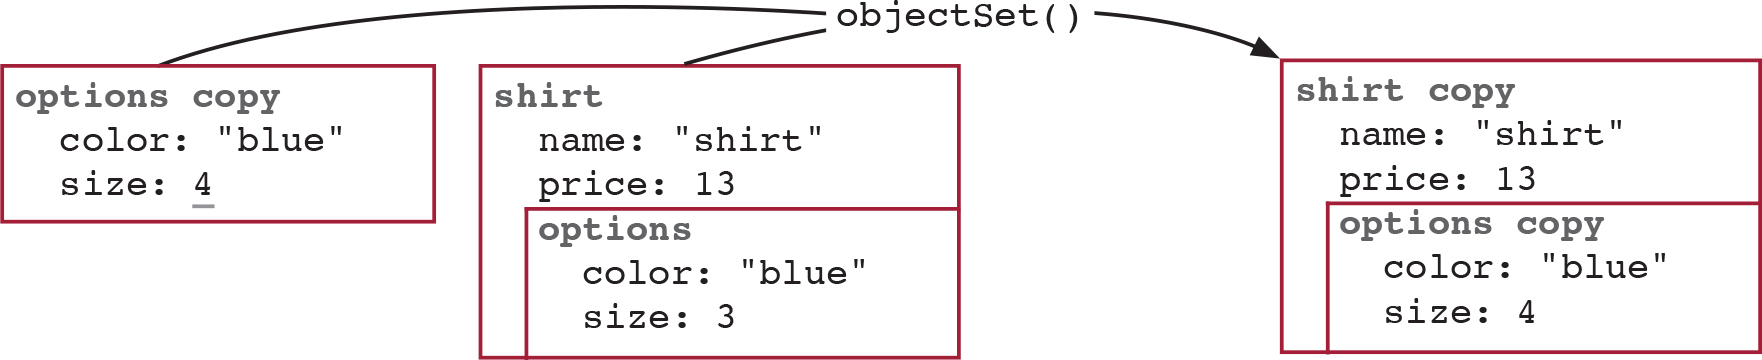 objectSet()
options copy
color: "blue"
size: 4
shirt
name: "shirt"
price: 13
options
color: "blue"
size: 3
shirt copy
name: "shirt"
price: 13
options copy
color: "blue"
size: 4